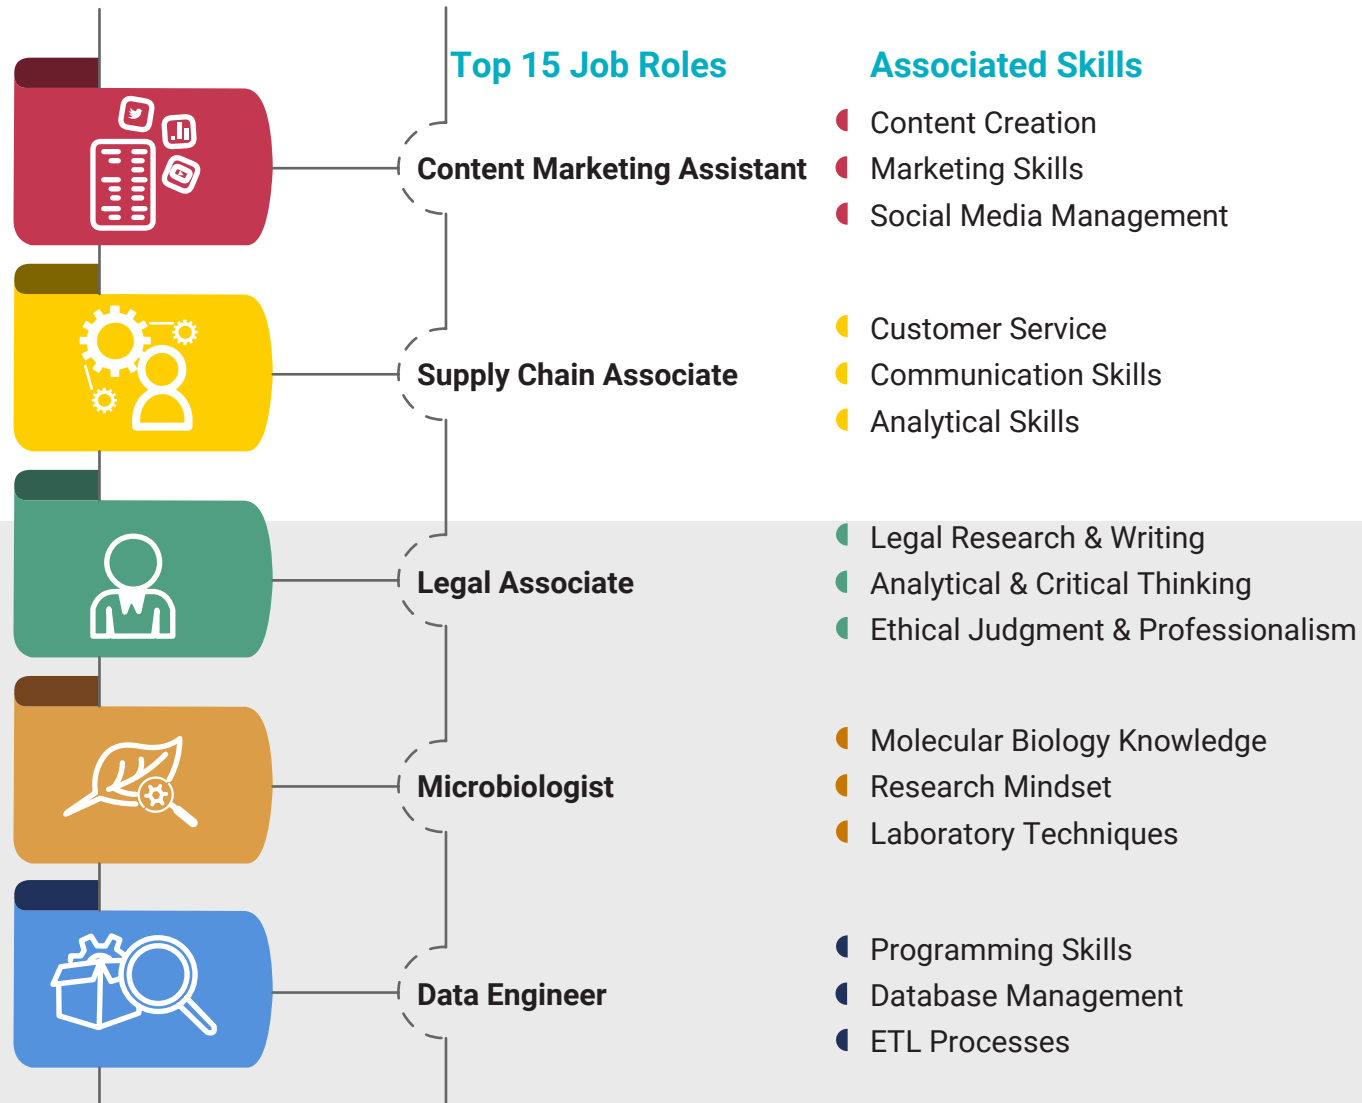 Top 15 Job Roles
Associated Skills
Content Marketing Assistant
Content Creation
Marketing Skills
Social Media Management
Supply Chain Associate
Customer Service
Communication Skills
Analytical Skills
Legal Associate
Legal Research & Writing
Analytical & Critical Thinking
Ethical Judgment & Professionalism
Microbiologist
Molecular Biology Knowledge
Research Mindset
Laboratory Techniques
Data Engineer
Programming Skills
Database Management
ETL Processes